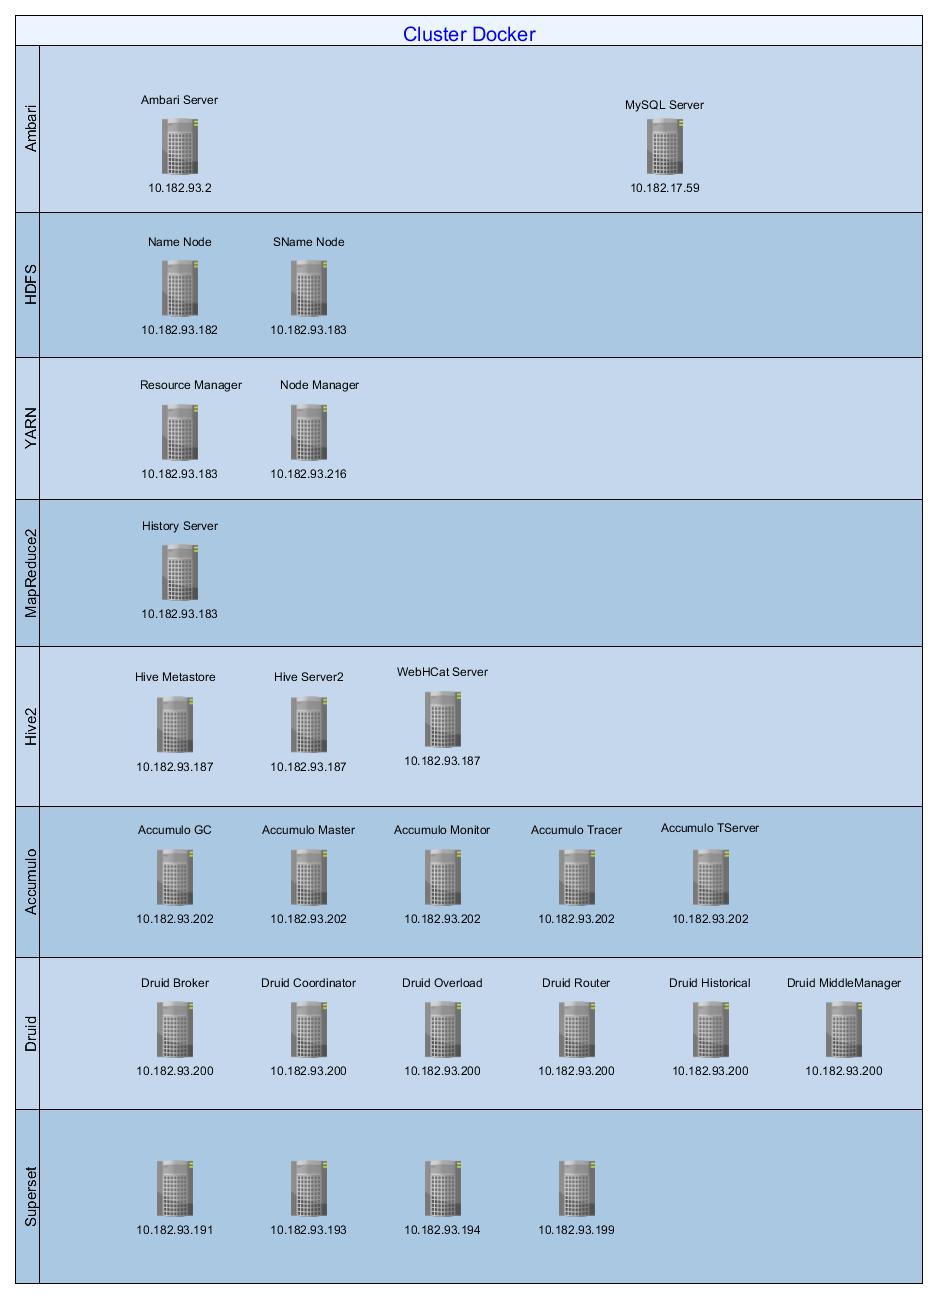 Cluster Docker
Ambari
Ambari Server
MySQL Server
10.182.93.2
10.182.17.59
HDFS
Name Node
SName Node
10.182.93.182
10.182.93.183
YARN
Resource Manager
Node Manager
10.182.93.183
10.182.93.216
MapReduce2
History Server
10.182.93.183
Hive2
Hive Metastore
Hive Server2
WebHCat Server
10.182.93.187
10.182.93.187
10.182.93.187
Accumulo
Accumulo GC
Accumulo Master
Accumulo Monitor
Accumulo Tracer
Accumulo TServer
10.182.93.202
10.182.93.202
10.182.93.202
10.182.93.202
10.182.93.202
Druid
Druid Broker
Druid Coordinator
Druid Overload
Druid Router
Druid Historical
Druid MiddleManager
10.182.93.200
10.182.93.200
10.182.93.200
10.182.93.200
10.182.93.200
10.182.93.200
Superset
10.182.93.191
10.182.93.193
10.182.93.194
10.182.93.199